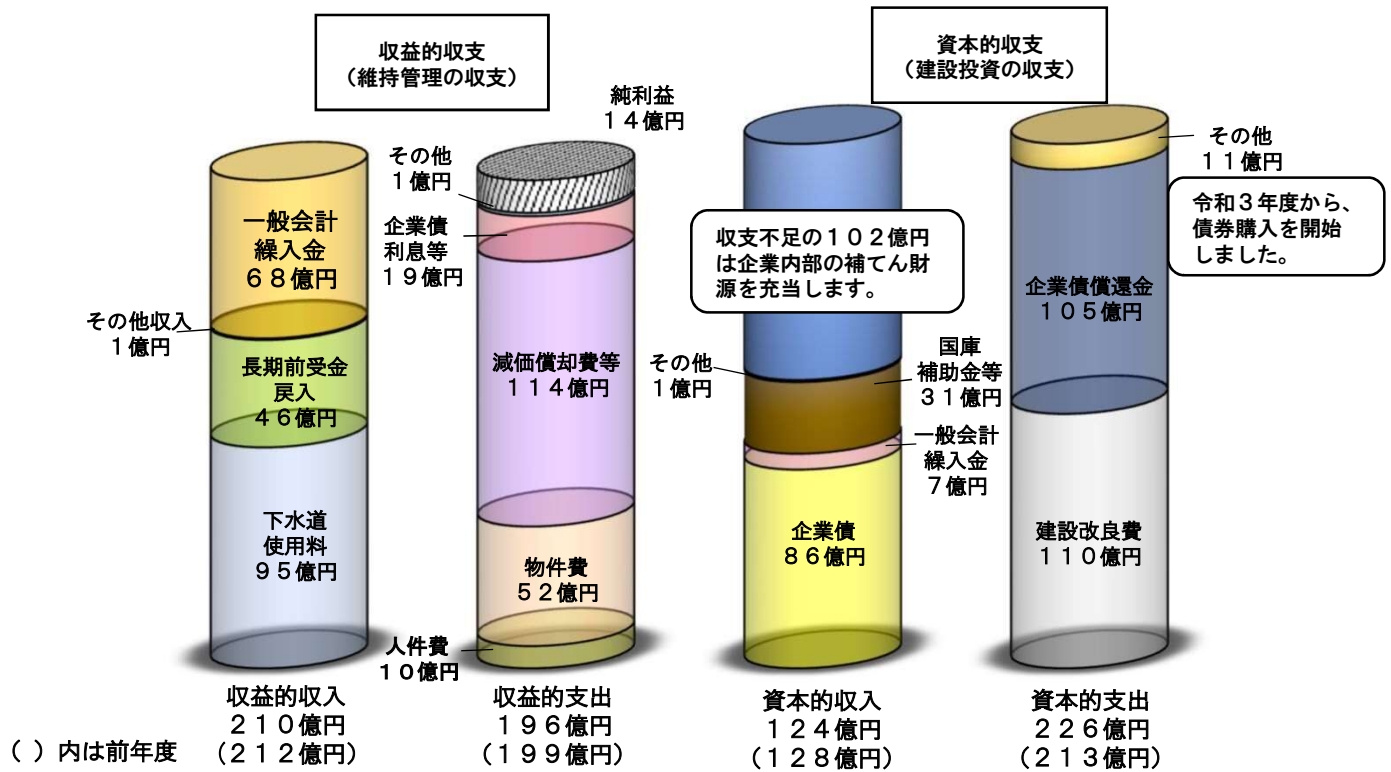 収益的収支
（維持管理の収支）
資本的収支
（建設投資の収支）
一般会計
繰入金
６８億円
その他収入
１億円
長期前受金
戻入
４６億円
下水道
使用料
９５億円
収益的収入
２１０億円
(２１２億円)
純利益
１４億円
その他
１億円
企業債
利息等
１９億円
減価償却費等
１１４億円
物件費
５２億円
人件費
１０億円
収益的支出
１９６億円
(１９９億円)
収支不足の１０２億円
は企業内部の補てん財
源を充当します。
その他
１億円
国庫
補助金等
３１億円
一般会計
繰入金
７億円
企業債
８６億円
資本的収入
１２４億円
(１２８億円)
その他
１１億円
令和３年度から、
債券購入を開始
しました。
企業債償還金
１０５億円
建設改良費
１１０億円
資本的支出
２２６億円
(２１３億円)
（ ）内は前年度